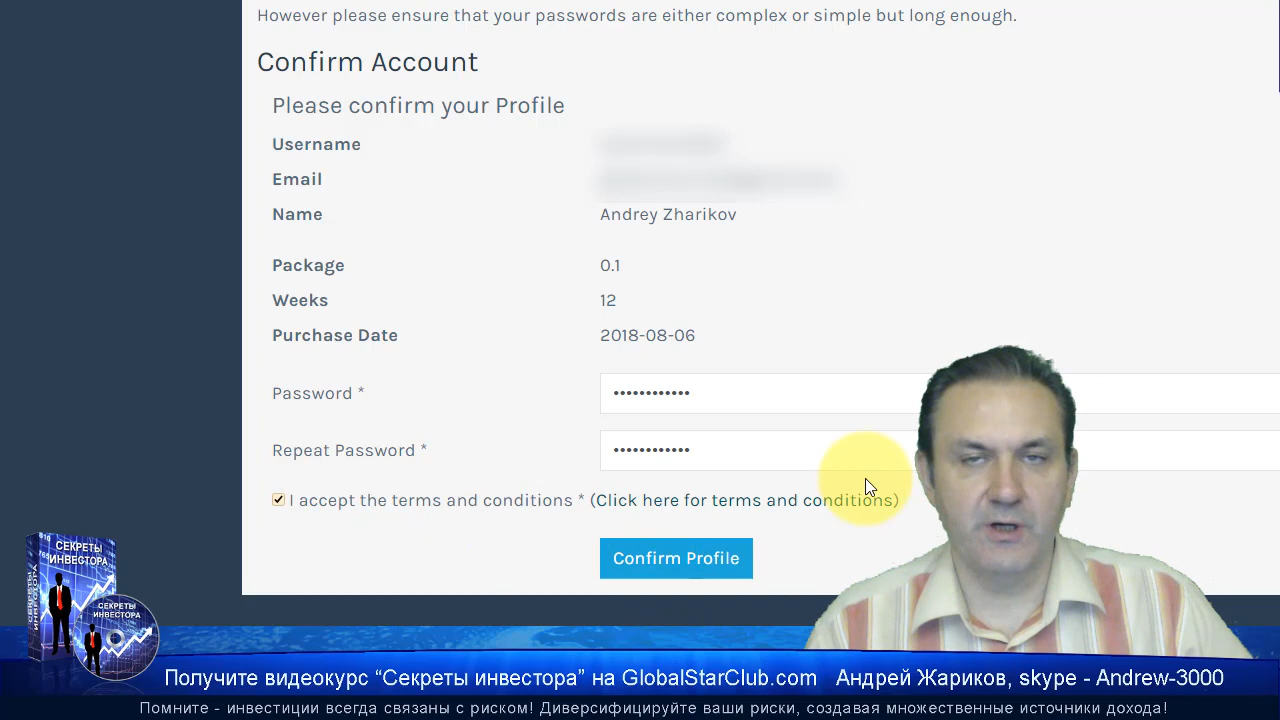 However please ensure that your passwords are either complex or simple but long enough.
Confirm Account
Please confirm your Profile
Username
Email
Name Andrey Zharikov
Package 0.1
Weeks 12
Purchase Date 2018-08-06
Password * ••••••••••••
Repeat Password * ••••••••••••
I accept the terms and conditions * (Click here for terms and conditions)
Confirm Profile
СЕКРЕТЫ
ИНВЕСТОРА
СЕКРЕТЫ
ИНВЕСТОРА
Получите видеокурс “Секреты инвестора” на GlobalStarClub.com Андрей Жариков, skype - Andrew-3000
Помните - инвестиции всегда связаны с риском! Диверсифицируйте ваши риски, создавая множественные источники дохода!